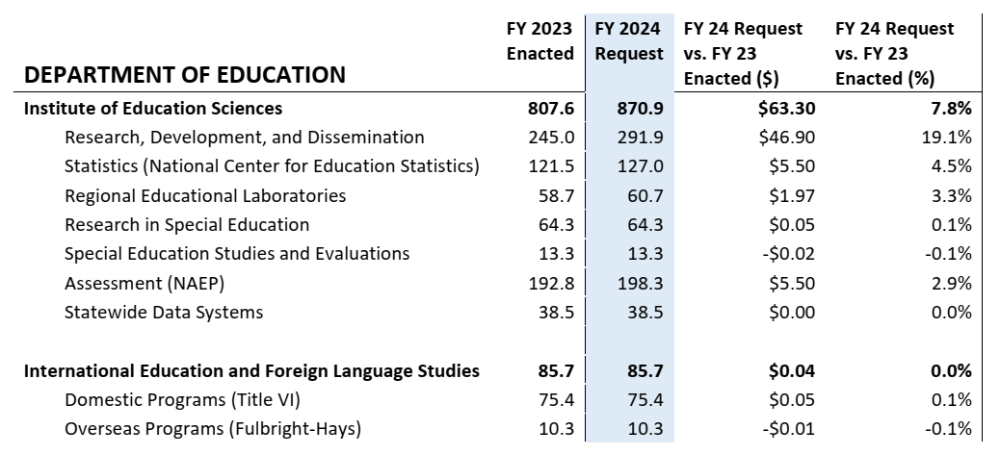 FY 2023 FY 2024 FY 24 Request FY 24 Request
Enacted Request vs. FY 23 vs. FY 23
DEPARTMENT OF EDUCATION Enacted ($) Enacted (%)
Institute of Education Sciences 807.6 870.9 $63.30 7.8%
Research, Development, and Dissemination 245.0 291.9 $46.90 19.1%
Statistics (National Center for Education Statistics) 121.5 127.0 $5.50 4.5%
Regional Educational Laboratories 58.7 60.7 $1.97 3.3%
Research in Special Education 64.3 64.3 $0.05 0.1%
Special Education Studies and Evaluations 13.3 13.3 -$0.02 -0.1%
Assessment (NAEP) 192.8 198.3 $5.50 2.9%
Statewide Data Systems 38.5 38.5 $0.00 0.0%
International Education and Foreign Language Studies 85.7 85.7 $0.04 0.0%
Domestic Programs (Title VI) 75.4 75.4 $0.05 0.1%
Overseas Programs (Fulbright-Hays) 10.3 10.3 -$0.01 -0.1%